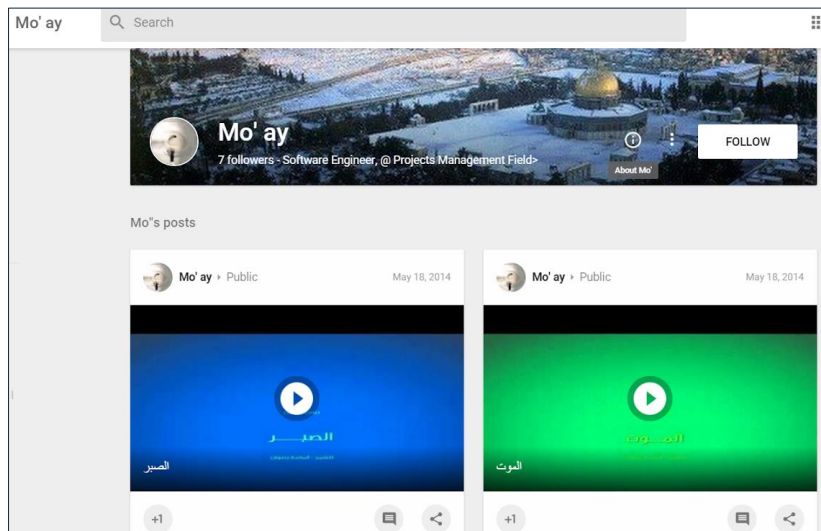 Mo' ay
Search
Mo' ay
7 followers - Software Engineer, @ Projects Management Field>
FOLLOW
About Mo'
Mo"s posts
Mo' ay ▸ Public May 18, 2014
الصبر
الصبر
+1
Mo' ay ▸ Public May 18, 2014
الموت
الموت
+1